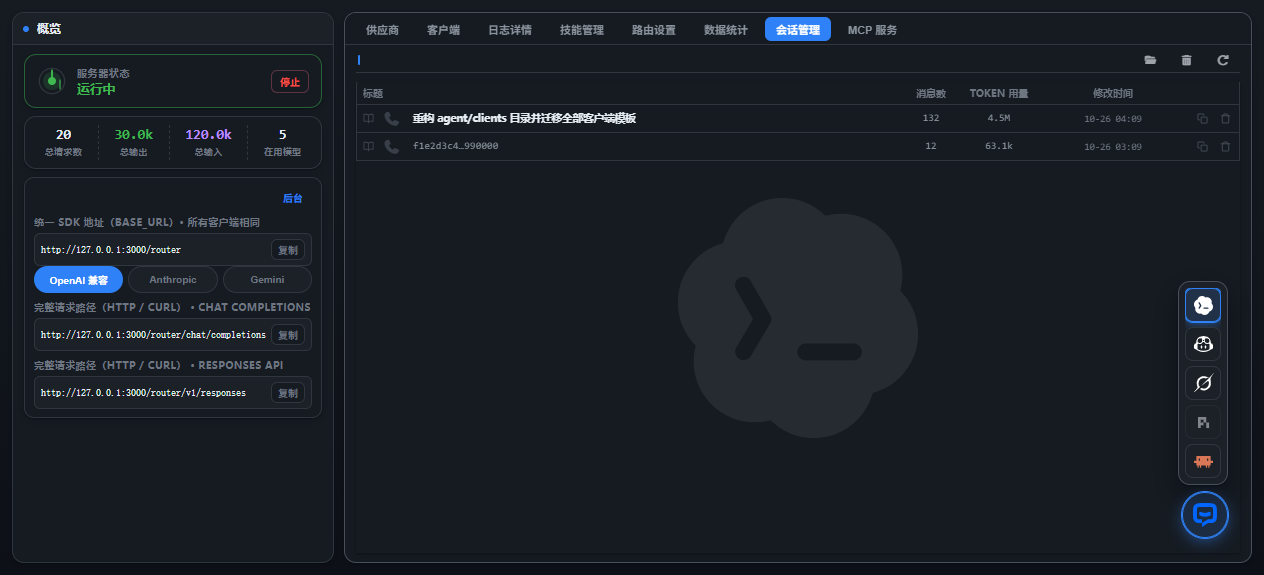 概览
服务器状态
运行中
停止
20
总请求数
30.0k
总输出
120.0k
总输入
5
在用模型
后台
统一 SDK 地址（BASE_URL）• 所有客户端相同
http://127.0.0.1:3000/router
复制
OpenAI 兼容
Anthropic
Gemini
完整请求路径（HTTP / CURL）• CHAT COMPLETIONS
http://127.0.0.1:3000/router/chat/completions
复制
完整请求路径（HTTP / CURL）• RESPONSES API
http://127.0.0.1:3000/router/v1/responses
复制
供应商 客户端 日志详情 技能管理 路由设置 数据统计 会话管理 MCP 服务
标题 消息数 TOKEN 用量 修改时间
重构 agent/clients 目录并迁移全部客户端模板 132 4.5M 10-26 04:09
f1e2d3c4…990000 12 63.1k 10-26 03:09